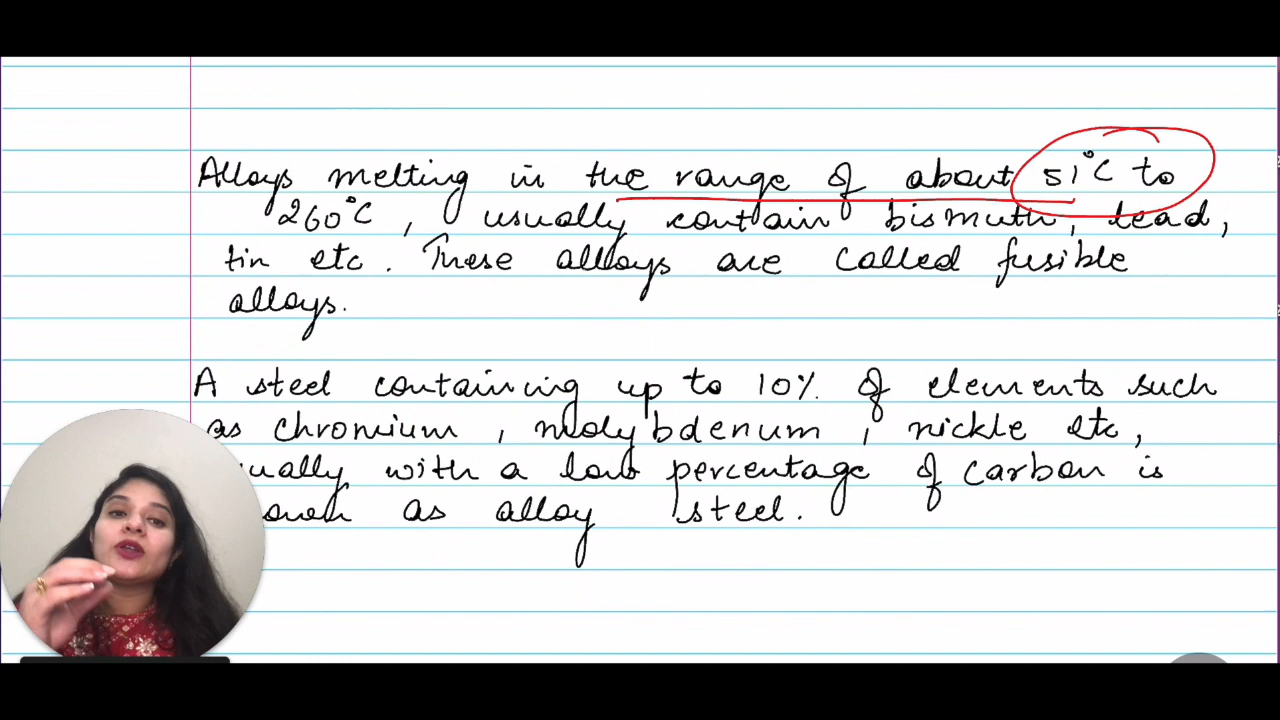 Alloys melting in the range of about 51°C to
260°C, usually contain bismuth, lead,
tin etc. These alloys are called fusible
alloys.
A steel containing up to 10% of elements such
as chromium, molybdenum, nickle etc,
with a low percentage of carbon is
as alloy steel.